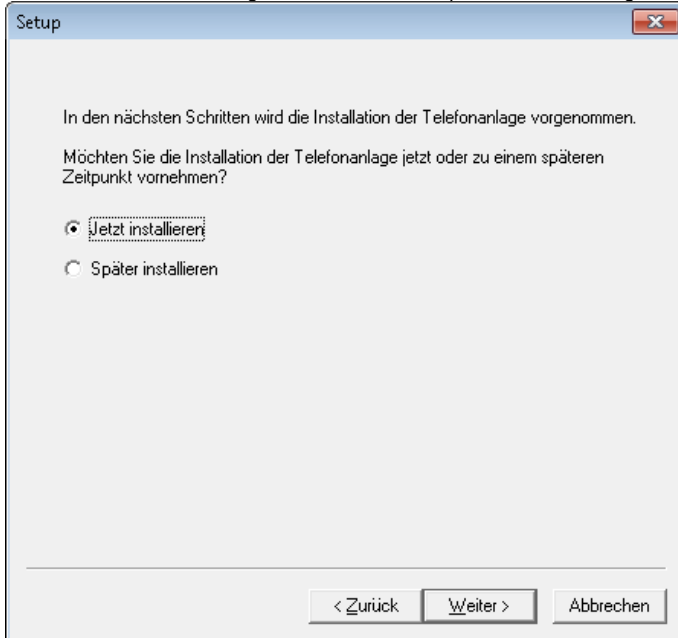 Setup
In den nächsten Schritten wird die Installation der Telefonanlage vorgenommen.
Möchten Sie die Installation der Telefonanlage jetzt oder zu einem späteren
Zeitpunkt vornehmen?
Jetzt installieren
Später installieren
< Zurück Weiter > Abbrechen